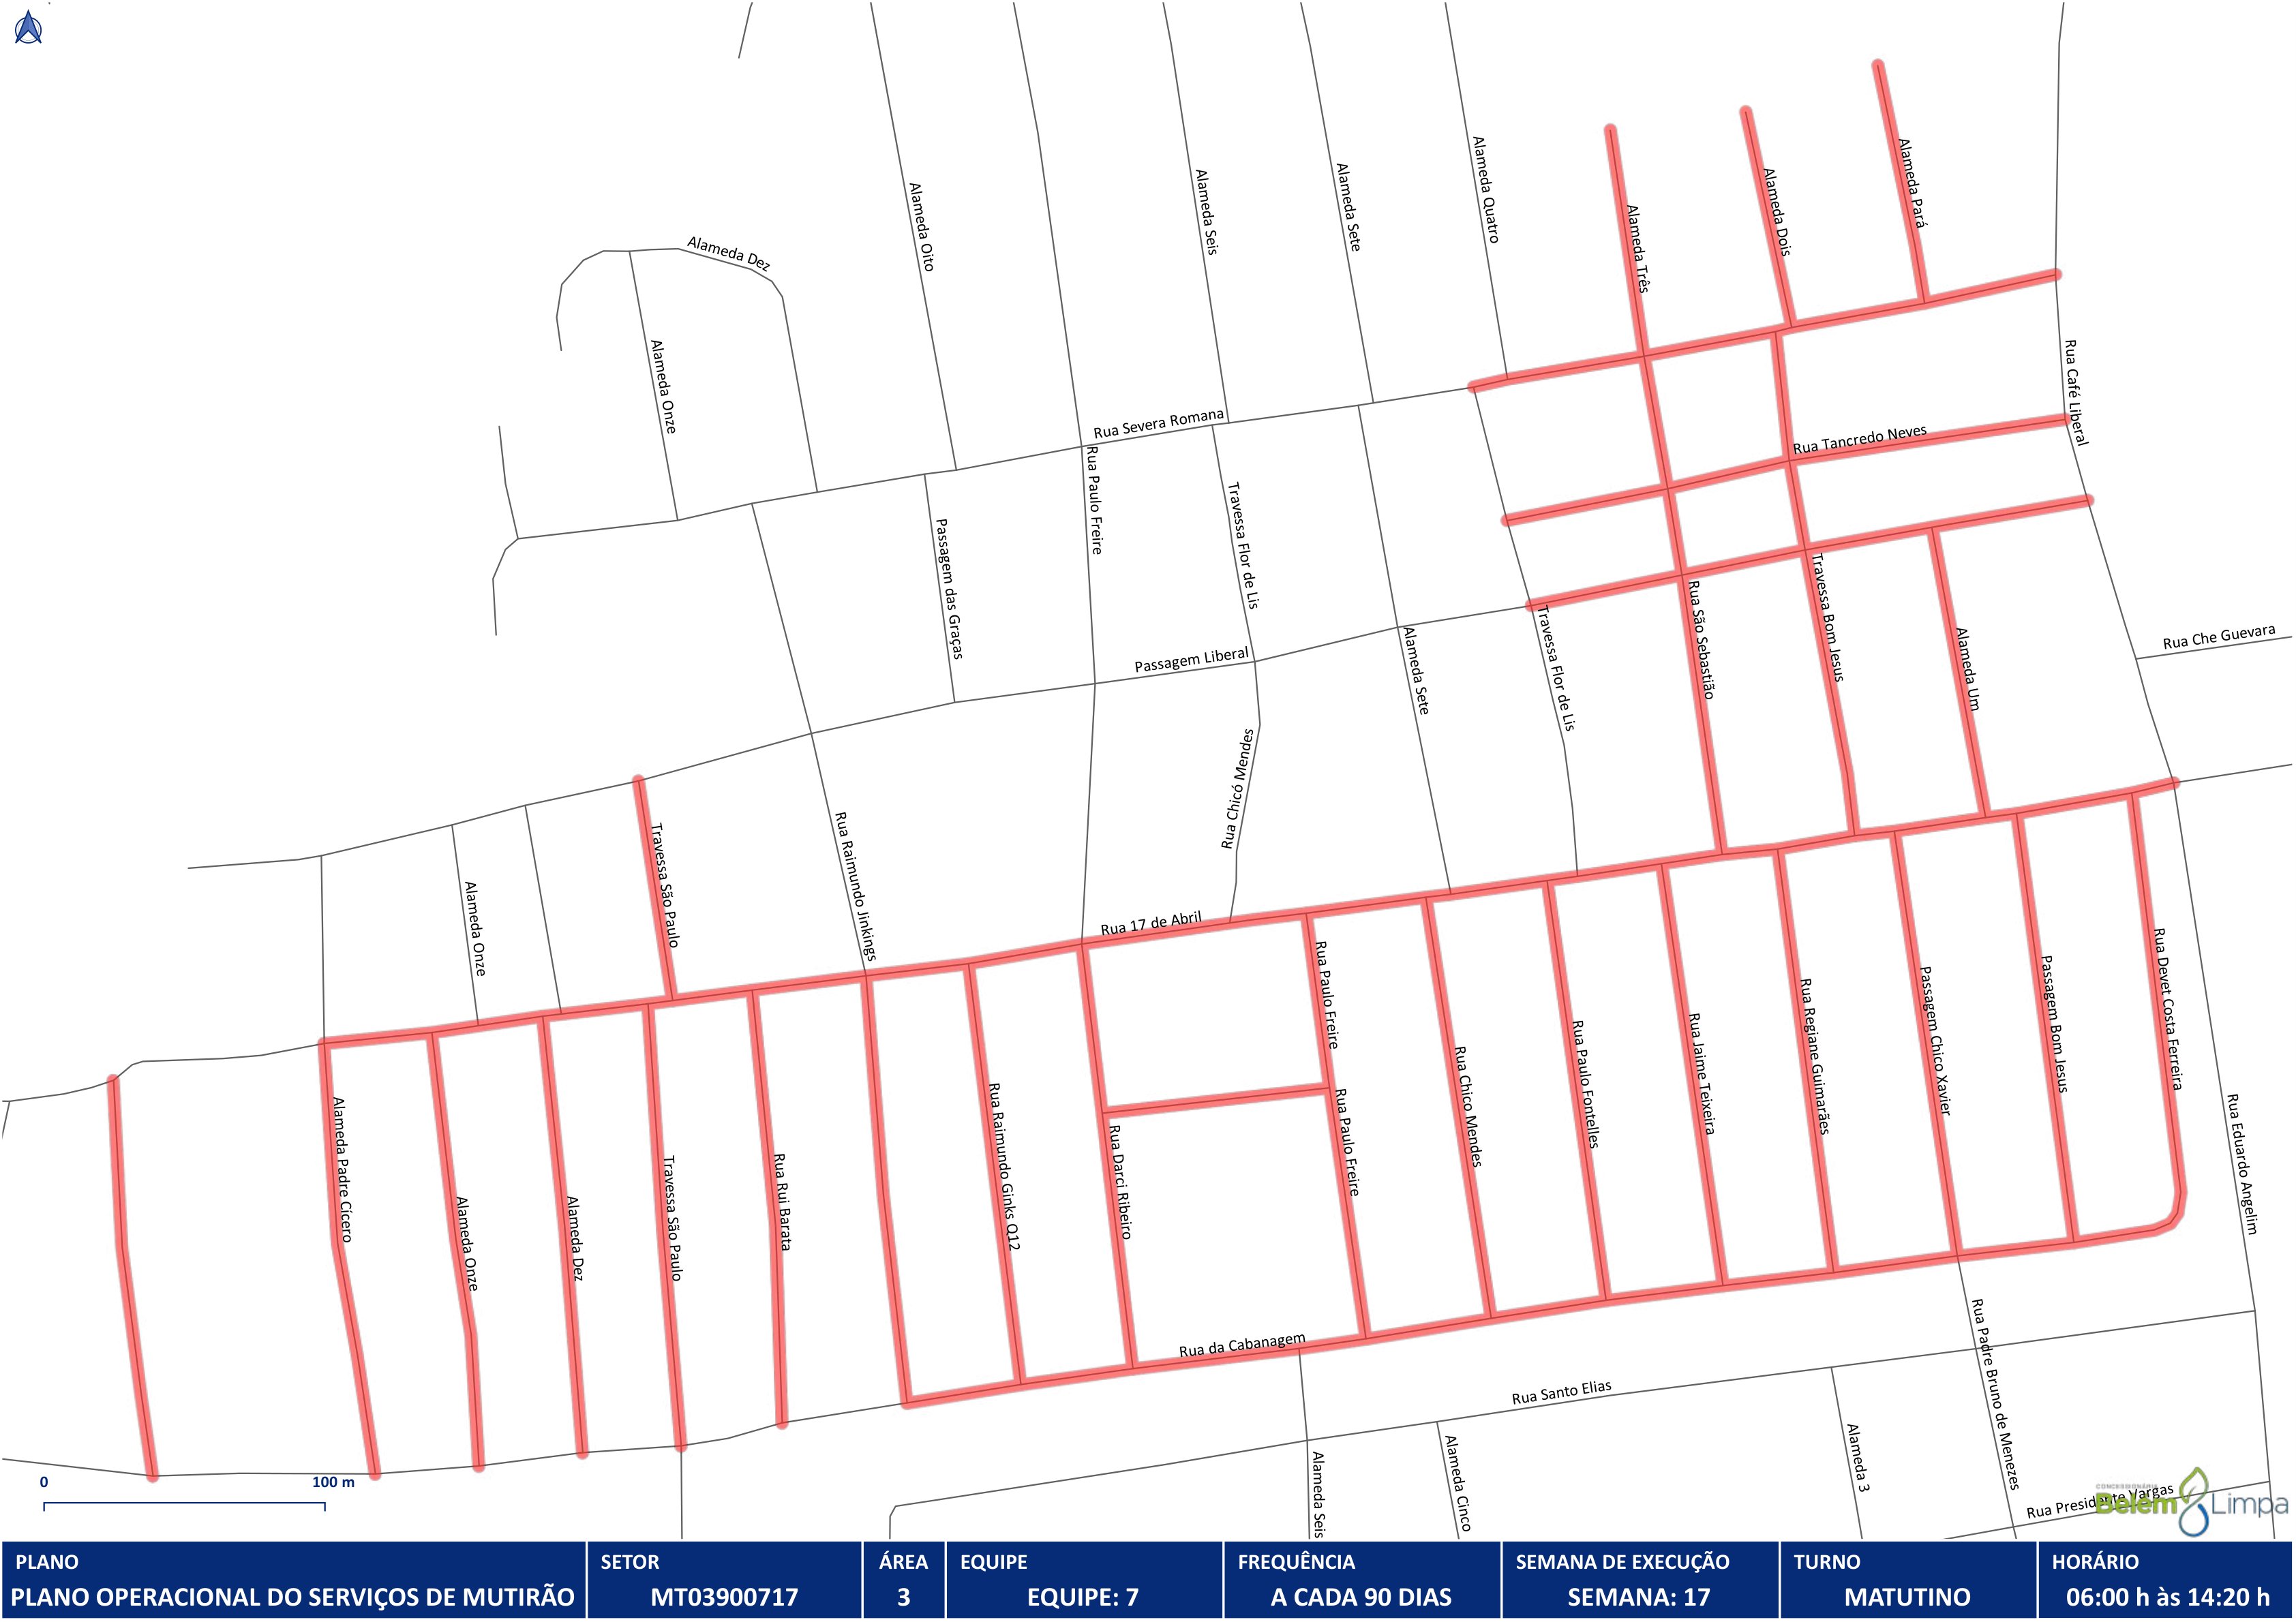 Alameda Oito
Alameda Seis
Alameda Sete
Alameda Quatro
Alameda Três
Alameda Dois
Alameda Pará
Alameda Dez
Alameda Onze
Rua Severa Romana
Rua Paulo Freire
Travessa Flor de Lis
Passagem das Graças
Rua Tancredo Neves
Rua Café Liberal
Passagem Liberal
Alameda Sete
Travessa Flor de Lis
Rua São Sebastião
Travessa Bom Jesus
Alameda Um
Rua Che Guevara
Rua Chicó Mendes
Travessa São Paulo
Rua Raimundo Jinkings
Alameda Onze
Rua 17 de Abril
Rua Paulo Freire
Rua Chico Mendes
Rua Paulo Fontelles
Rua Jaime Teixeira
Rua Regiane Guimarães
Passagem Chico Xavier
Passagem Bom Jesus
Rua Devet Costa Ferreira
Rua Eduardo Angelim
Alameda Padre Cícero
Alameda Onze
Alameda Dez
Travessa São Paulo
Rua Rui Barata
Rua Raimundo Ginks Q12
Rua Darci Ribeiro
Rua Paulo Freire
Rua da Cabanagem
Rua Santo Elias
Rua Padre Bruno de Menezes
Alameda Seis
Alameda Cinco
Alameda 3
Rua Presidente Vargas
0 100 m
CONCESSIONÁRIA
Belém Limpa
PLANO
PLANO OPERACIONAL DO SERVIÇOS DE MUTIRÃO
SETOR
MT03900717
ÁREA
3
EQUIPE
EQUIPE: 7
FREQUÊNCIA
A CADA 90 DIAS
SEMANA DE EXECUÇÃO
SEMANA: 17
TURNO
MATUTINO
HORÁRIO
06:00 h às 14:20 h